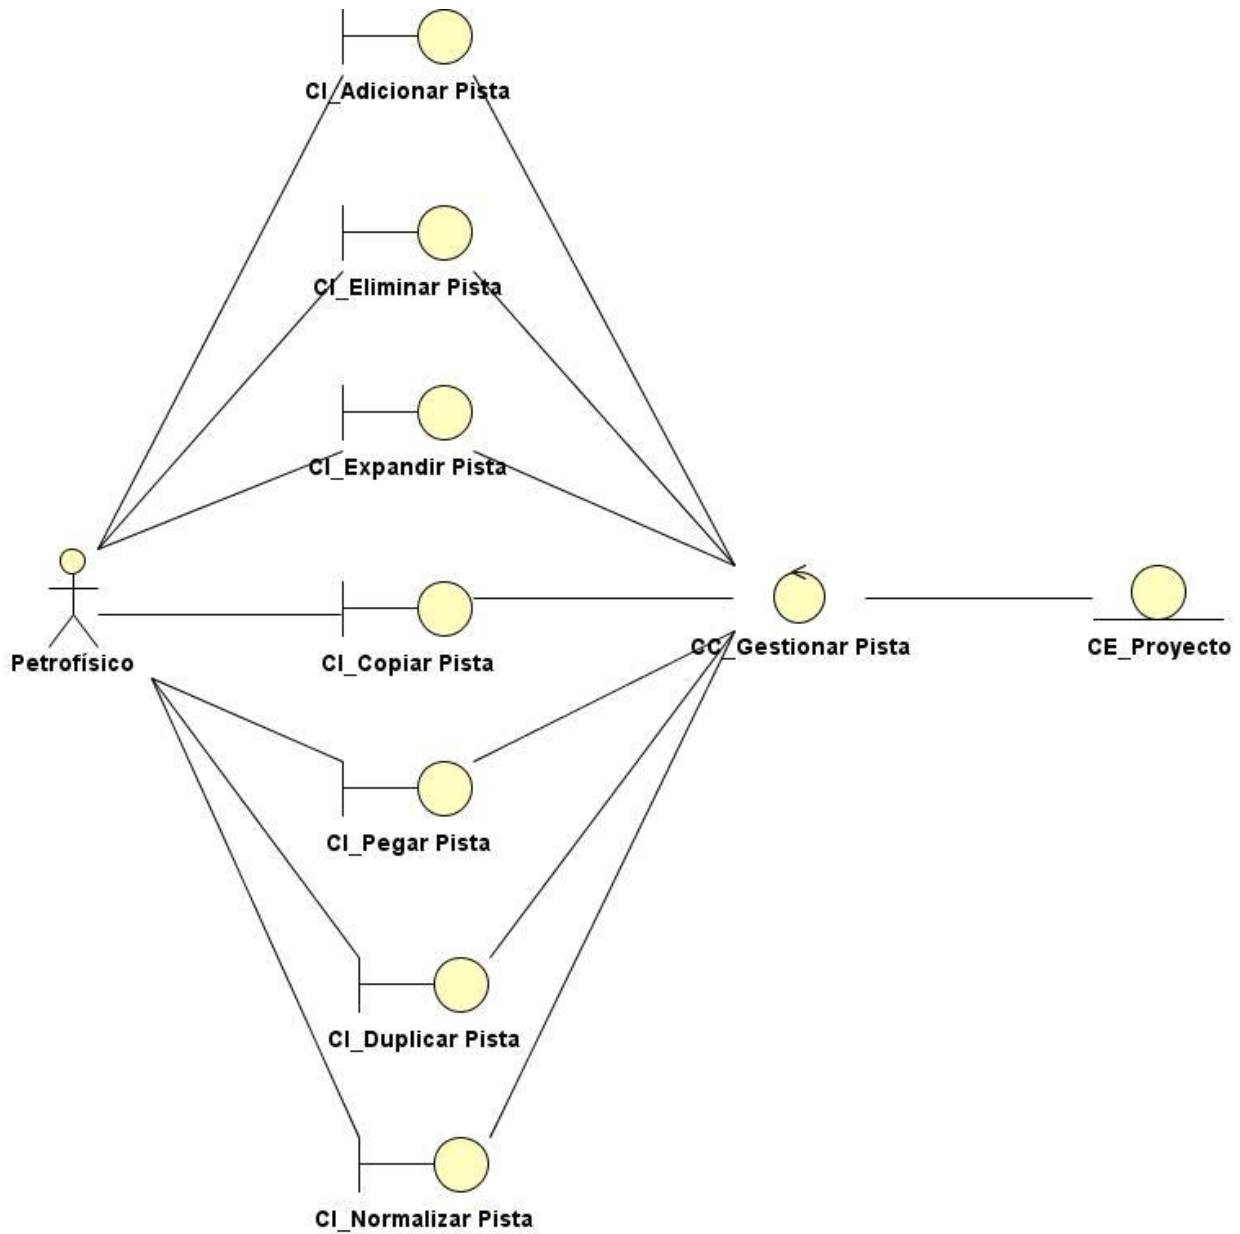 CI_Adicionar Pista
CI_Eliminar Pista
CI_Expandir Pista
Petrofísico
CI_Copiar Pista
CC_Gestionar Pista
CE_Proyecto
CI_Pegar Pista
CI_Duplicar Pista
CI_Normalizar Pista